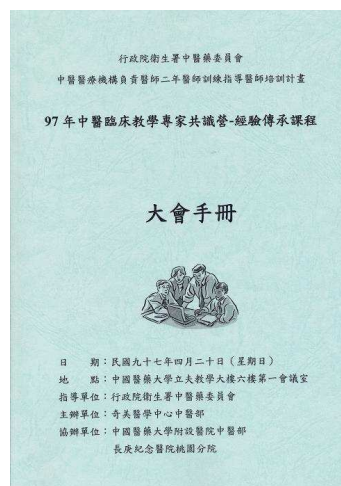 行政院衛生署中醫藥委員會
中醫醫療機構負責醫師二年醫師訓練指導醫師培訓計畫
97年中醫臨床教學專家共識營-經驗傳承課程
大會手冊
日　　期：民國九十七年四月二十日（星期日）
地　　點：中國醫藥大學立夫教學大樓六樓第一會議室
指導單位：行政院衛生署中醫藥委員會
主辦單位：奇美醫學中心中醫部
協辦單位：中國醫藥大學附設醫院中醫部
長庚紀念醫院桃園分院